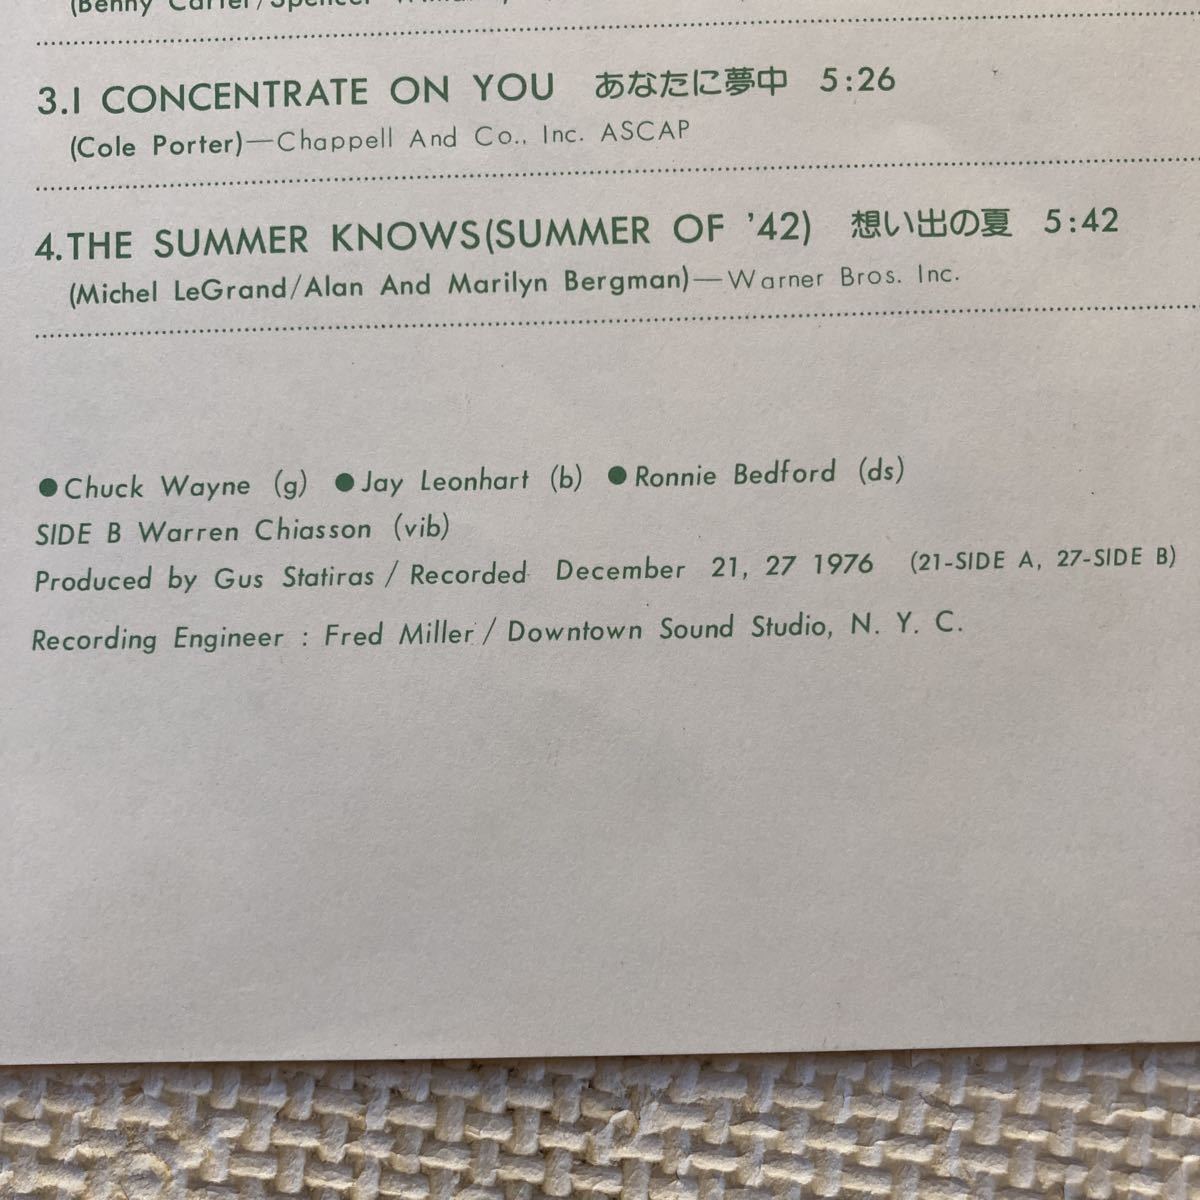 (Benny Carter/Spencer
3.I CONCENTRATE ON YOU あなたに夢中 5:26
(Cole Porter)—Chappell And Co., Inc. ASCAP
4.THE SUMMER KNOWS(SUMMER OF '42) 想い出の夏 5:42
(Michel LeGrand/Alan And Marilyn Bergman)—Warner Bros. Inc.
●Chuck Wayne (g) ●Jay Leonhart (b) ●Ronnie Bedford (ds)
SIDE B Warren Chiasson (vib)
Produced by Gus Statiras / Recorded December 21, 27 1976 (21-SIDE A, 27-SIDE B)
Recording Engineer : Fred Miller / Downtown Sound Studio, N. Y. C.